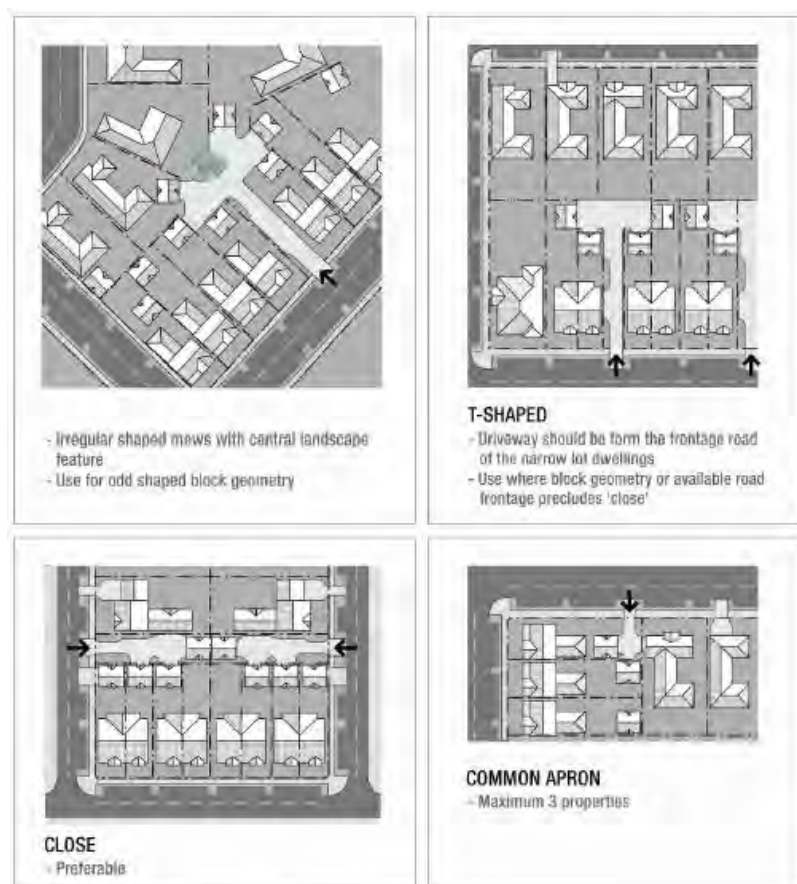 - Irregular shaped mews with central landscape
feature
- Use for odd shaped block geometry
T-SHAPED
- Driveway should be form the frontage road
of the narrow lot dwellings
- Use where block geometry or available road
frontage precludes 'close'
CLOSE
- Preferable
COMMON APRON
- Maximum 3 properties